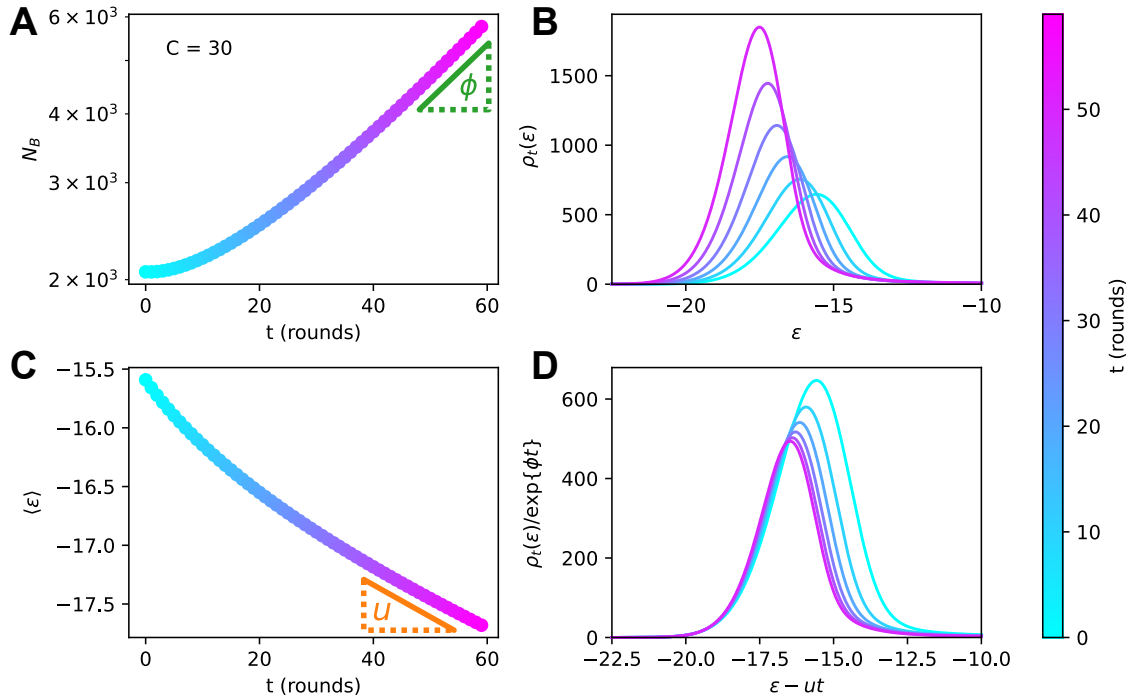 A
C = 30
6 × 10³
4 × 10³
3 × 10³
2 × 10³
N_B
ϕ
0
20
40
60
t (rounds)
B
1500
1000
500
0
ρ_t(ε)
−20
−15
−10
ε
C
−15.5
−16.0
−16.5
−17.0
−17.5
⟨ε⟩
u
0
20
40
60
t (rounds)
D
600
400
200
0
ρ_t(ε)/exp{ϕt}
−22.5
−20.0
−17.5
−15.0
−12.5
−10.0
ε − ut
50
40
30
20
10
0
t (rounds)